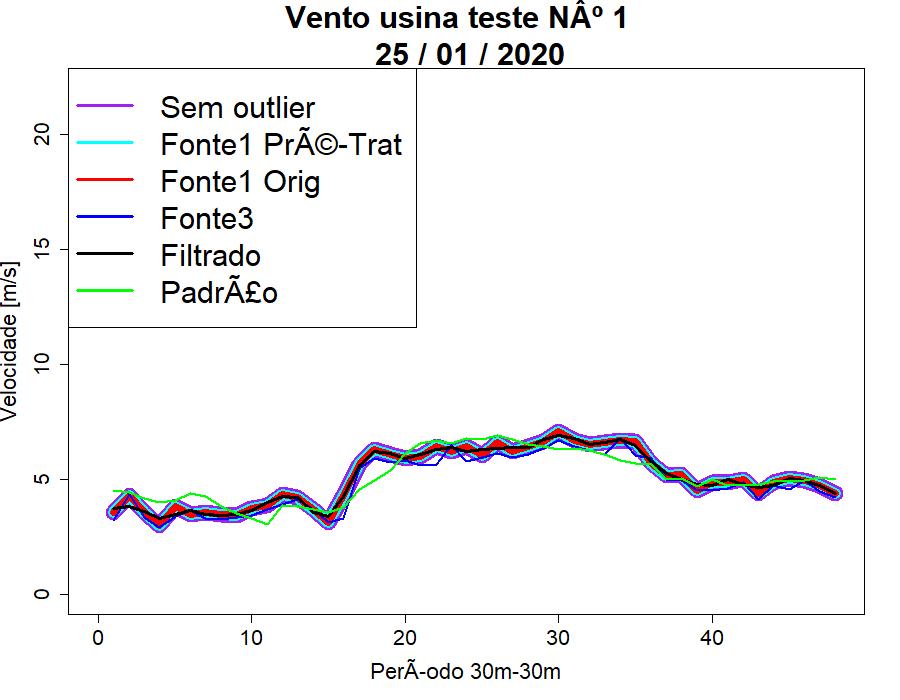 Vento usina teste NÂº 1
25 / 01 / 2020
Sem outlier
Fonte1 PrÃ©-Trat
Fonte1 Orig
Fonte3
Filtrado
PadrÃ£o
Velocidade [m/s]
20
15
10
5
0
0 10 20 30 40
PerÃ-odo 30m-30m